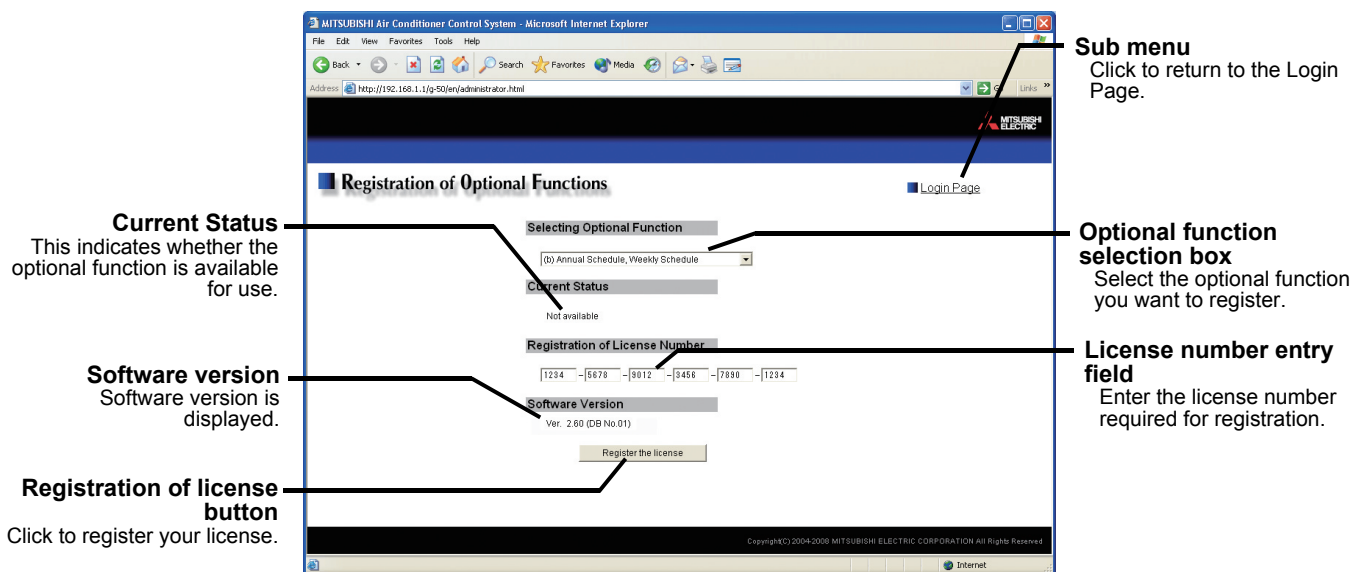 MITSUBISHI Air Conditioner Control System - Microsoft Internet Explorer
File Edit View Favorites Tools Help
Back Search Favorites Media
Address http://192.168.1.1/g-50/en/administrator.html Links »
MITSUBISHI
ELECTRIC
Registration of Optional Functions
Login Page
Selecting Optional Function
(b) Annual Schedule, Weekly Schedule
Current Status
Not available
Registration of License Number
1234 - 5678 - 9012 - 3456 - 7890 - 1234
Software Version
Ver. 2.60 (DB No.01)
Register the license
Copyright(C) 2004-2008 MITSUBISHI ELECTRIC CORPORATION All Rights Reserved
Internet
Current Status
This indicates whether the
optional function is available
for use.
Software version
Software version is
displayed.
Registration of license
button
Click to register your license.
Sub menu
Click to return to the Login
Page.
Optional function
selection box
Select the optional function
you want to register.
License number entry
field
Enter the license number
required for registration.